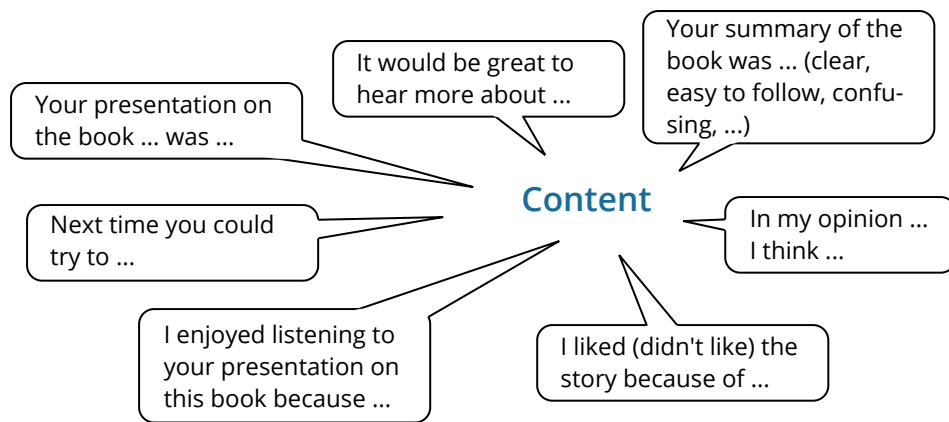 Your summary of the
book was ... (clear,
easy to follow, confu-
sing, ...)
It would be great to
hear more about ...
Your presentation on
the book ... was ...
Content
Next time you could
try to ...
In my opinion ...
I think ...
I enjoyed listening to
your presentation on
this book because ...
I liked (didn't like) the
story because of ...